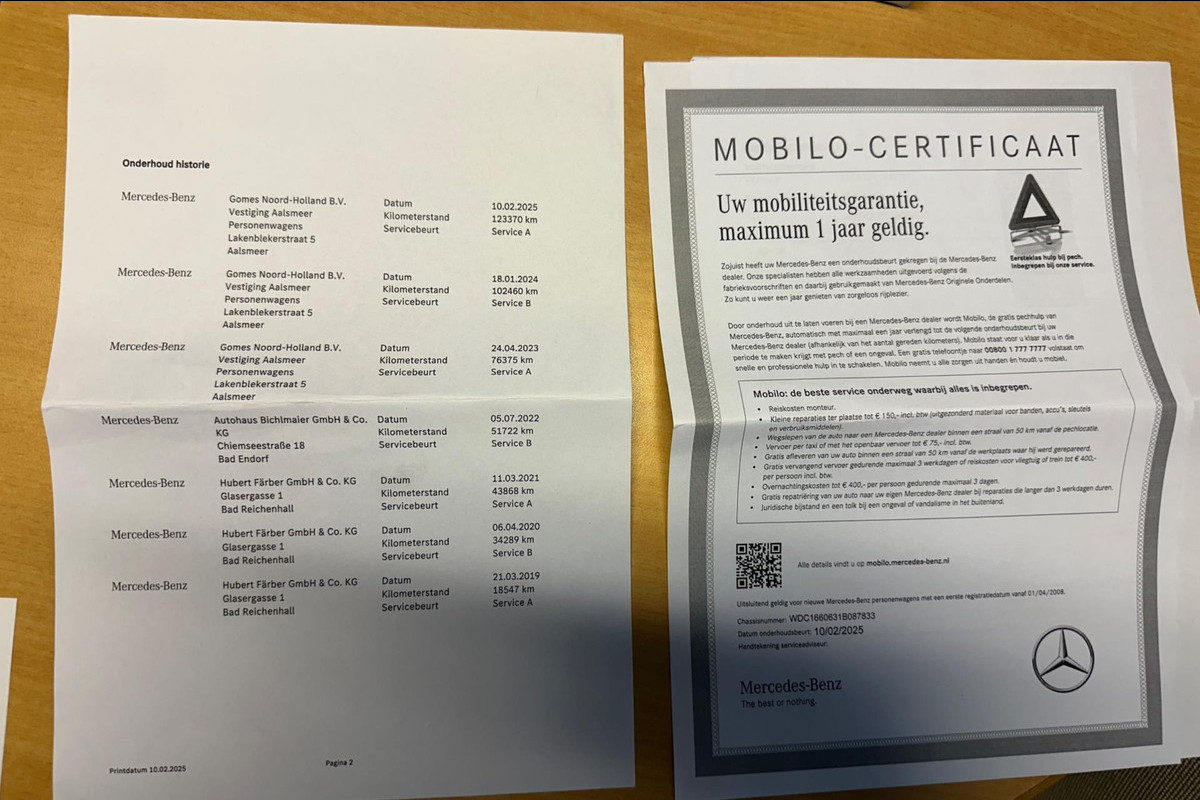 Onderhoud historie
Mercedes-Benz
Gomes Noord-Holland B.V.
Vestiging Aalsmeer
Personenwagens
Lakenblekerstraat 5
Aalsmeer
Datum 10.02.2025
Kilometerstand 123370 km
Servicebeurt Service A
Mercedes-Benz
Gomes Noord-Holland B.V.
Vestiging Aalsmeer
Personenwagens
Lakenblekerstraat 5
Aalsmeer
Datum 18.01.2024
Kilometerstand 102460 km
Servicebeurt Service B
Mercedes-Benz
Gomes Noord-Holland B.V.
Vestiging Aalsmeer
Personenwagens
Lakenblekerstraat 5
Aalsmeer
Datum 24.04.2023
Kilometerstand 76375 km
Servicebeurt Service A
Mercedes-Benz
Autohaus Bichlmaier GmbH & Co.
KG
Chiemseestraße 18
Bad Endorf
Datum 05.07.2022
Kilometerstand 51722 km
Servicebeurt Service B
Mercedes-Benz
Hubert Färber GmbH & Co. KG
Glasergasse 1
Bad Reichenhall
Datum 11.03.2021
Kilometerstand 43868 km
Servicebeurt Service A
Mercedes-Benz
Hubert Färber GmbH & Co. KG
Glasergasse 1
Bad Reichenhall
Datum 06.04.2020
Kilometerstand 34289 km
Servicebeurt Service B
Mercedes-Benz
Hubert Färber GmbH & Co. KG
Glasergasse 1
Bad Reichenhall
Datum 21.03.2019
Kilometerstand 18547 km
Servicebeurt Service A
Printdatum 10.02.2025
Pagina 2
MOBILO-CERTIFICAAT
Uw mobiliteitsgarantie,
maximum 1 jaar geldig.
Eersteklas hulp bij pech.
Inbegrepen bij onze service.
Zojuist heeft uw Mercedes-Benz een onderhoudsbeurt gekregen bij de Mercedes-Benz
dealer. Onze specialisten hebben alle werkzaamheden uitgevoerd volgens de
fabrieksvoorschriften en daarbij gebruikgemaakt van Mercedes-Benz Originele Onderdelen.
Zo kunt u weer een jaar genieten van zorgeloos rijplezier.
Door onderhoud uit te laten voeren bij een Mercedes-Benz dealer wordt Mobilo, de gratis pechhulp van
Mercedes-Benz, automatisch met maximaal een jaar verlengd tot de volgende onderhoudsbeurt bij uw
Mercedes-Benz dealer (afhankelijk van het aantal gereden kilometers). Mobilo staat voor u klaar als u in die
periode te maken krijgt met pech of een ongeval. Een gratis telefoontje naar 00800 1 777 7777 volstaat om
snelle en professionele hulp in te schakelen. Mobilo neemt u alle zorgen uit handen én houdt u mobiel.
Mobilo: de beste service onderweg waarbij alles is inbegrepen.
• Reiskosten monteur.
• Kleine reparaties ter plaatse tot € 150,- incl. btw (uitgezonderd materiaal voor banden, accu's, sleutels
en verbruiksmiddelen).
• Wegslepen van de auto naar een Mercedes-Benz dealer binnen een straal van 50 km vanaf de pechlocatie.
• Vervoer per taxi of met het openbaar vervoer tot € 75,- incl. btw.
• Gratis afleveren van uw auto binnen een straal van 50 km vanaf de werkplaats waar hij werd gerepareerd.
• Gratis vervangend vervoer gedurende maximaal 3 werkdagen of reiskosten voor vliegtuig of trein tot € 400,-
per persoon incl. btw.
• Overnachtingskosten tot € 400,- per persoon gedurende maximaal 3 dagen.
• Gratis repatriëring van uw auto naar uw eigen Mercedes-Benz dealer bij reparaties die langer dan 3 werkdagen duren.
• Juridische bijstand en een tolk bij een ongeval of vandalisme in het buitenland.
Alle details vindt u op mobilo.mercedes-benz.nl
Uitsluitend geldig voor nieuwe Mercedes-Benz personenwagens met een eerste registratiedatum vanaf 01/04/2008.
Chassisnummer: WDC1660631B087833
Datum onderhoudsbeurt: 10/02/2025
Handtekening serviceadviseur:
Mercedes-Benz
The best or nothing.